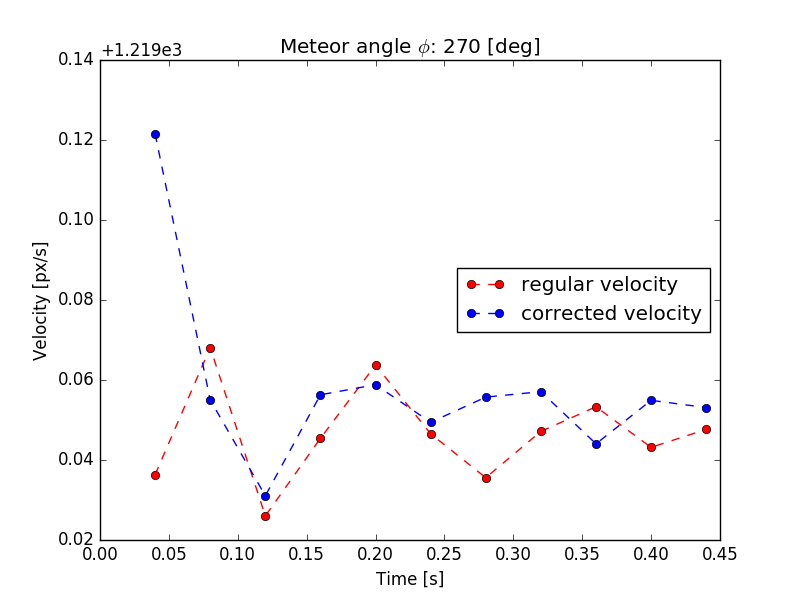 +1.219e3
Meteor angle ϕ: 270 [deg]
0.14
0.12
0.10
0.08
0.06
0.04
0.02
Velocity [px/s]
regular velocity
corrected velocity
0.00 0.05 0.10 0.15 0.20 0.25 0.30 0.35 0.40 0.45
Time [s]